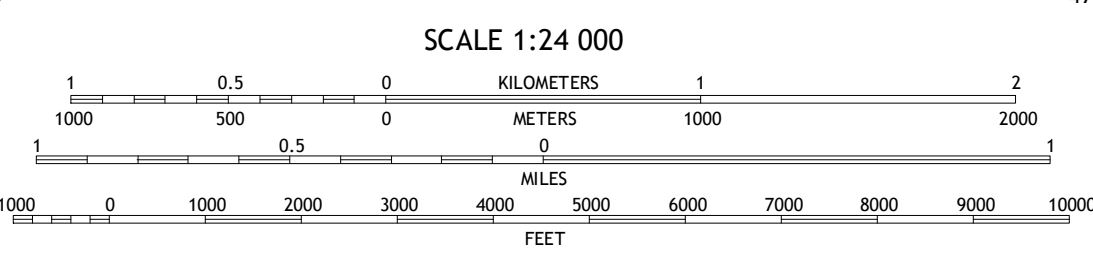 SCALE 1:24 000
1 0.5 0 KILOMETERS 1 2
1000 500 0 METERS 1000 2000
1 0.5 0 1
MILES
1000 0 1000 2000 3000 4000 5000 6000 7000 8000 9000 10000
FEET